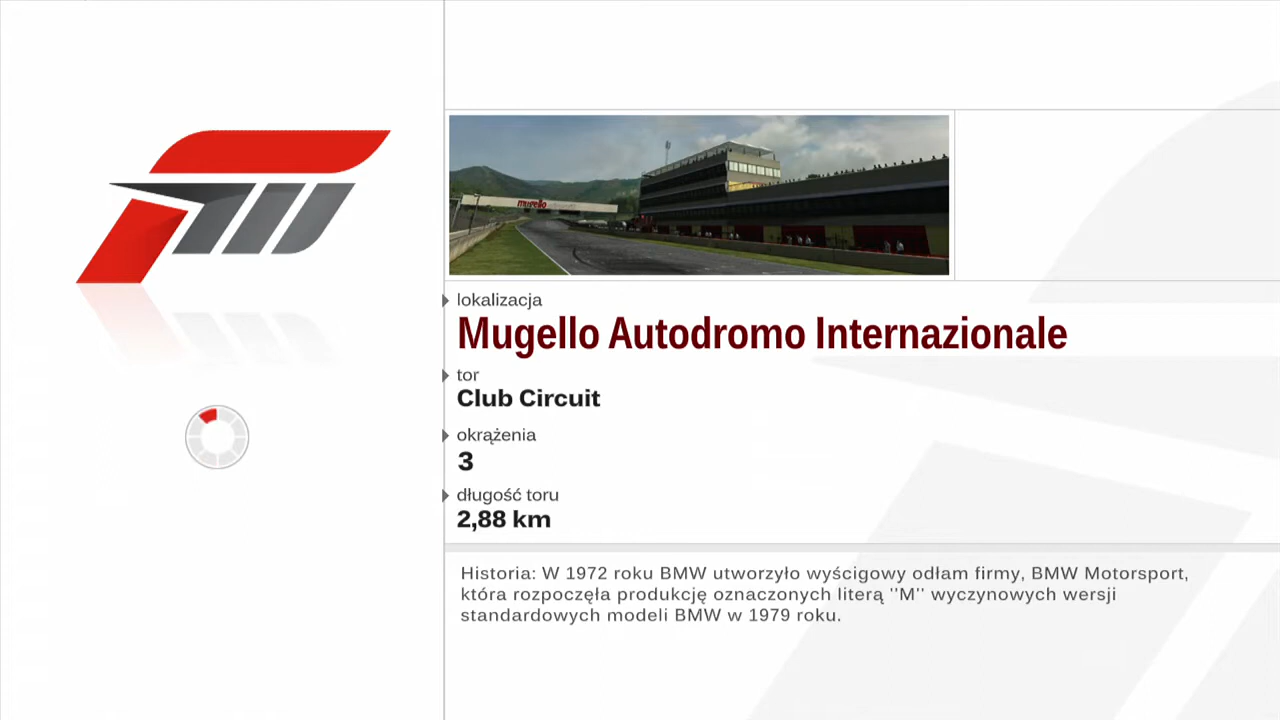 mugello
lokalizacja
Mugello Autodromo Internazionale
tor
Club Circuit
okrążenia
3
długość toru
2,88 km
Historia: W 1972 roku BMW utworzyło wyścigowy odłam firmy, BMW Motorsport,
która rozpoczęła produkcję oznaczonych literą ''M'' wyczynowych wersji
standardowych modeli BMW w 1979 roku.